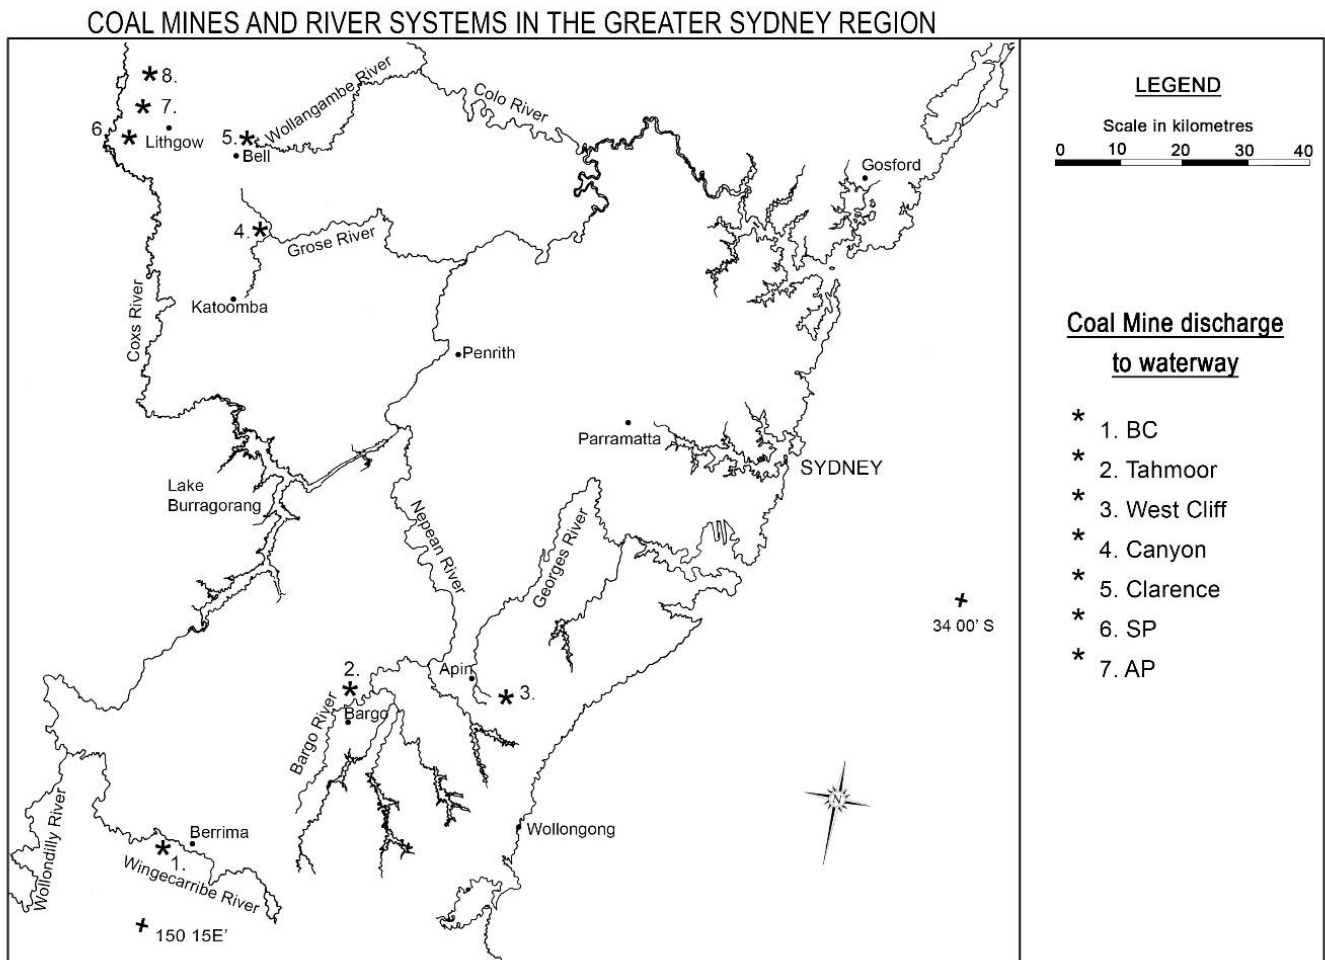 COAL MINES AND RIVER SYSTEMS IN THE GREATER SYDNEY REGION
* 8.
* 7.
6. *
Lithgow
5. *
Bell
Wollangambe River
Colo River
Gosford
4. *
Grose River
Katoomba
Coxs River
Penrith
Parramatta
SYDNEY
Lake
Burragorang
Nepean River
Georges River
34 00' S
2.
*
Apin
* 3.
Bargo River
Bargo
Wollondilly River
Berrima
* 1.
Wingecarribe River
Wollongong
N
150 15E'
LEGEND
Scale in kilometres
0 10 20 30 40
Coal Mine discharge
to waterway
* 1. BC
* 2. Tahmoor
* 3. West Cliff
* 4. Canyon
* 5. Clarence
* 6. SP
* 7. AP